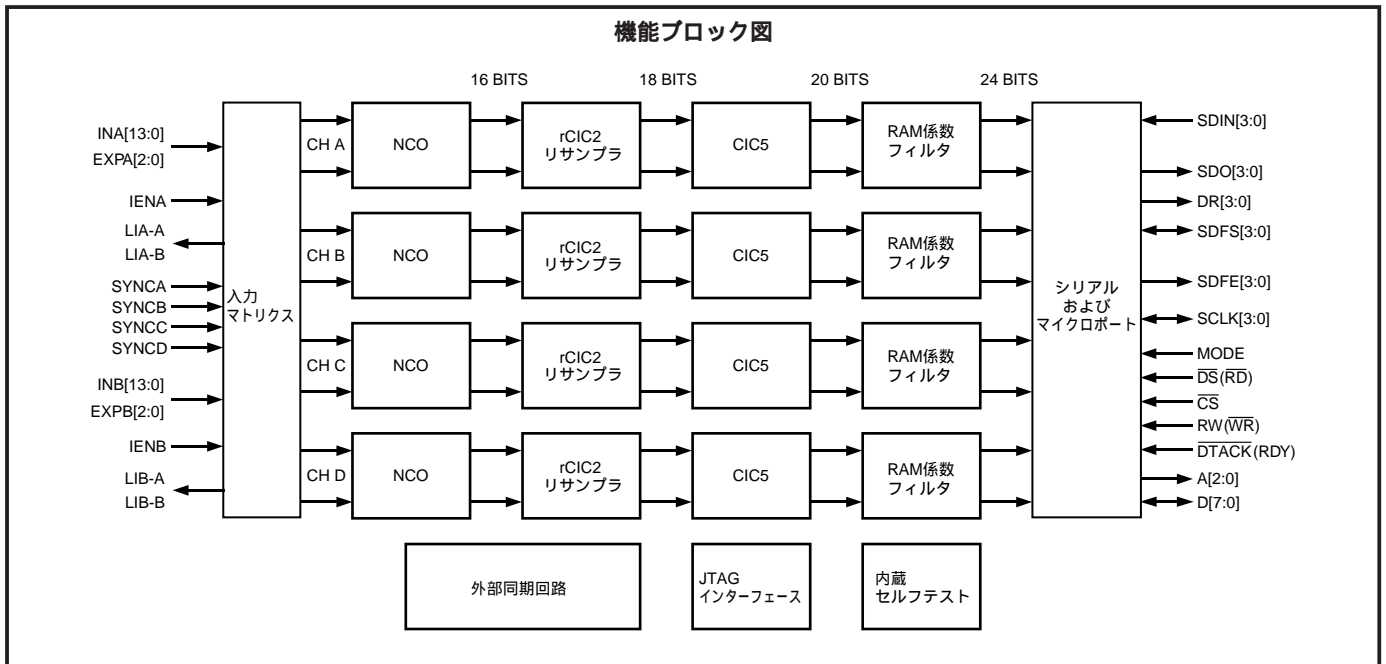 機能ブロック図
16 BITS
18 BITS
20 BITS
24 BITS
INA[13:0]
EXPA[2:0]
IENA
LIA-A
LIA-B
SYNCA
SYNCB
SYNCC
SYNCD
INB[13:0]
EXPB[2:0]
IENB
LIB-A
LIB-B
入力
マトリクス
CH A
NCO
rCIC2
リサンプラ
CIC5
RAM係数
フィルタ
CH B
NCO
rCIC2
リサンプラ
CIC5
RAM係数
フィルタ
CH C
NCO
rCIC2
リサンプラ
CIC5
RAM係数
フィルタ
CH D
NCO
rCIC2
リサンプラ
CIC5
RAM係数
フィルタ
シリアル
および
マイクロポート
SDIN[3:0]
SDO[3:0]
DR[3:0]
SDFS[3:0]
SDFE[3:0]
SCLK[3:0]
MODE
D̅S̅(R̅D̅)
C̅S̅
RW(W̅R̅)
D̅T̅A̅C̅K̅(RDY)
A[2:0]
D[7:0]
外部同期回路
JTAG
インターフェース
内蔵
セルフテスト